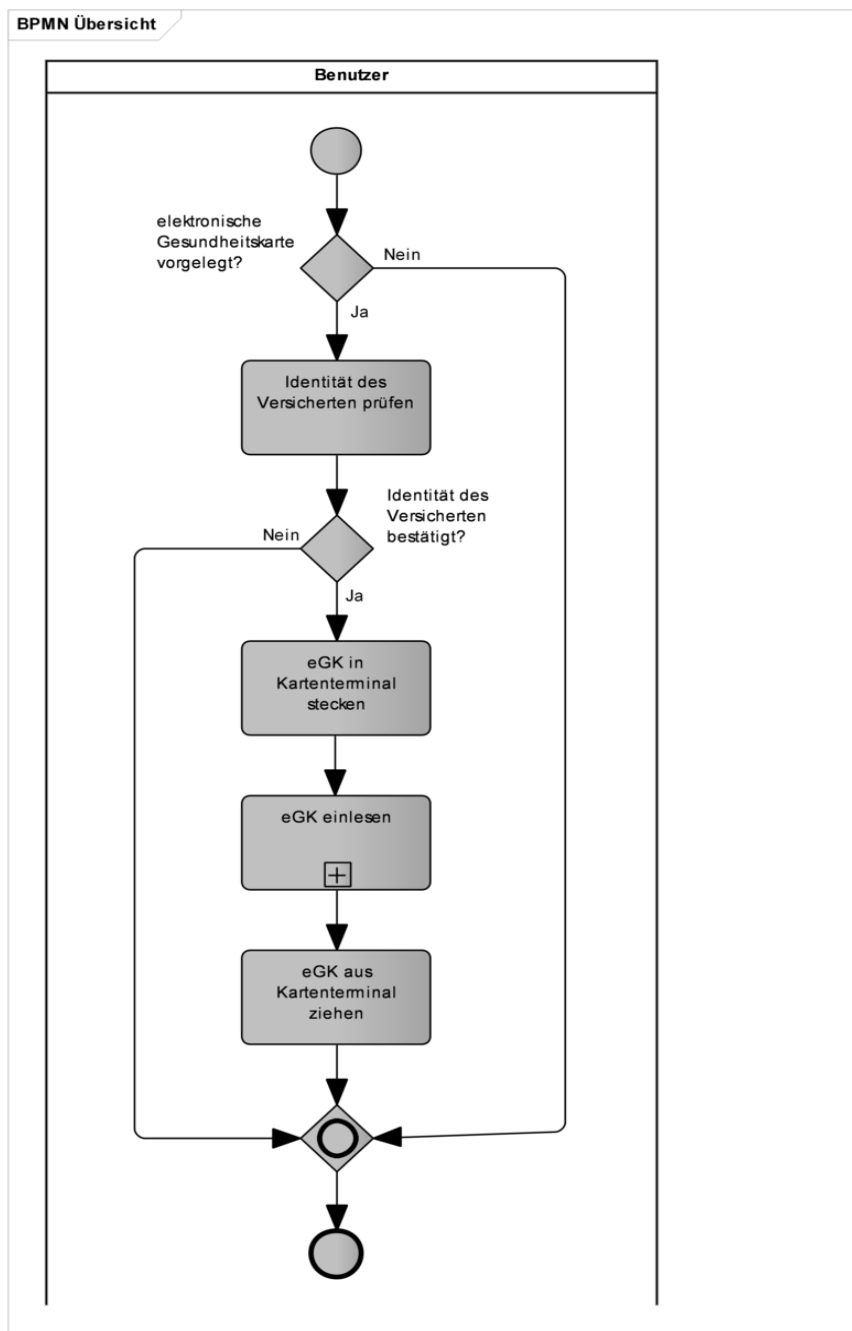 BPMN Übersicht
Benutzer
elektronische
Gesundheitskarte
vorgelegt?
Nein
Ja
Identität des
Versicherten prüfen
Identität des
Versicherten
bestätigt?
Nein
Ja
eGK in
Kartenterminal
stecken
eGK einlesen
eGK aus
Kartenterminal
ziehen